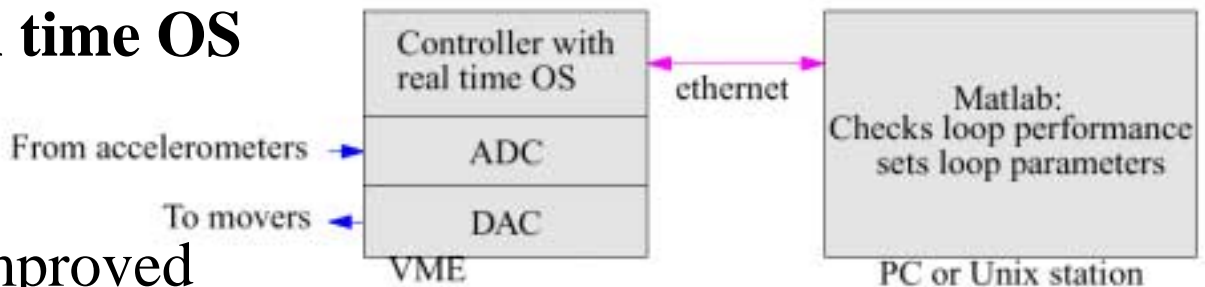 time OS
Controller with
real time OS
ethernet
Matlab:
Checks loop performance
sets loop parameters
From accelerometers
ADC
To movers
DAC
VME
PC or Unix station